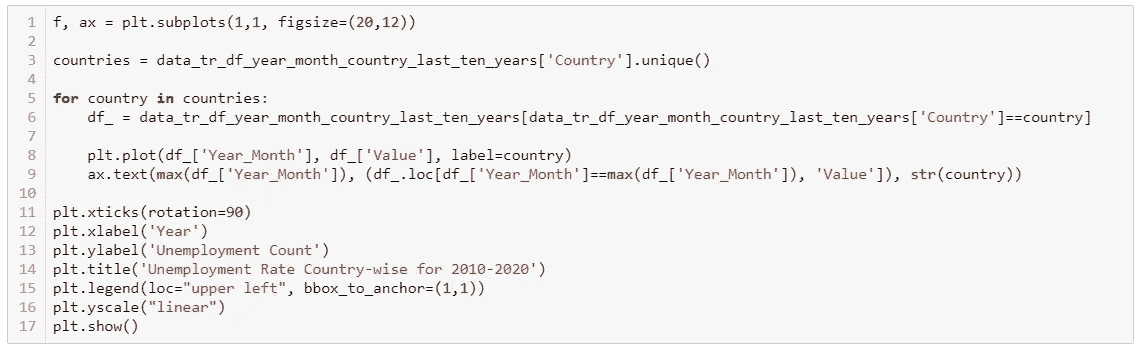 1 f, ax = plt.subplots(1,1, figsize=(20,12))
2
3 countries = data_tr_df_year_month_country_last_ten_years['Country'].unique()
4
5 for country in countries:
6     df_ = data_tr_df_year_month_country_last_ten_years[data_tr_df_year_month_country_last_ten_years['Country']==country]
7
8     plt.plot(df_['Year_Month'], df_['Value'], label=country)
9     ax.text(max(df_['Year_Month']), (df_.loc[df_['Year_Month']==max(df_['Year_Month']), 'Value']), str(country))
10
11 plt.xticks(rotation=90)
12 plt.xlabel('Year')
13 plt.ylabel('Unemployment Count')
14 plt.title('Unemployment Rate Country-wise for 2010-2020')
15 plt.legend(loc="upper left", bbox_to_anchor=(1,1))
16 plt.yscale("linear")
17 plt.show()